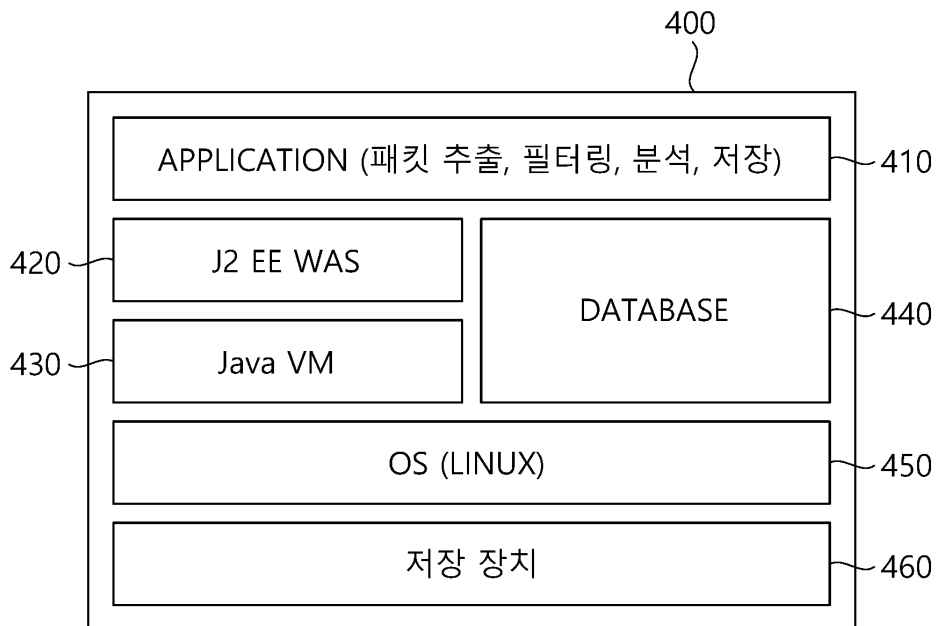 400
APPLICATION (패킷 추출, 필터링, 분석, 저장)
410
420
J2 EE WAS
DATABASE
440
430
Java VM
OS (LINUX)
450
저장 장치
460